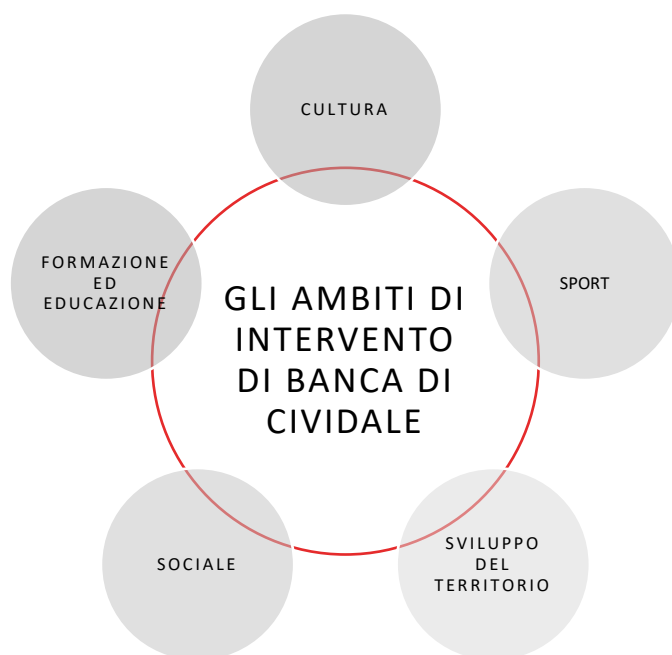 CULTURA
FORMAZIONE
ED
EDUCAZIONE
SPORT
GLI AMBITI DI
INTERVENTO
DI BANCA DI
CIVIDALE
SOCIALE
SVILUPPO
DEL
TERRITORIO